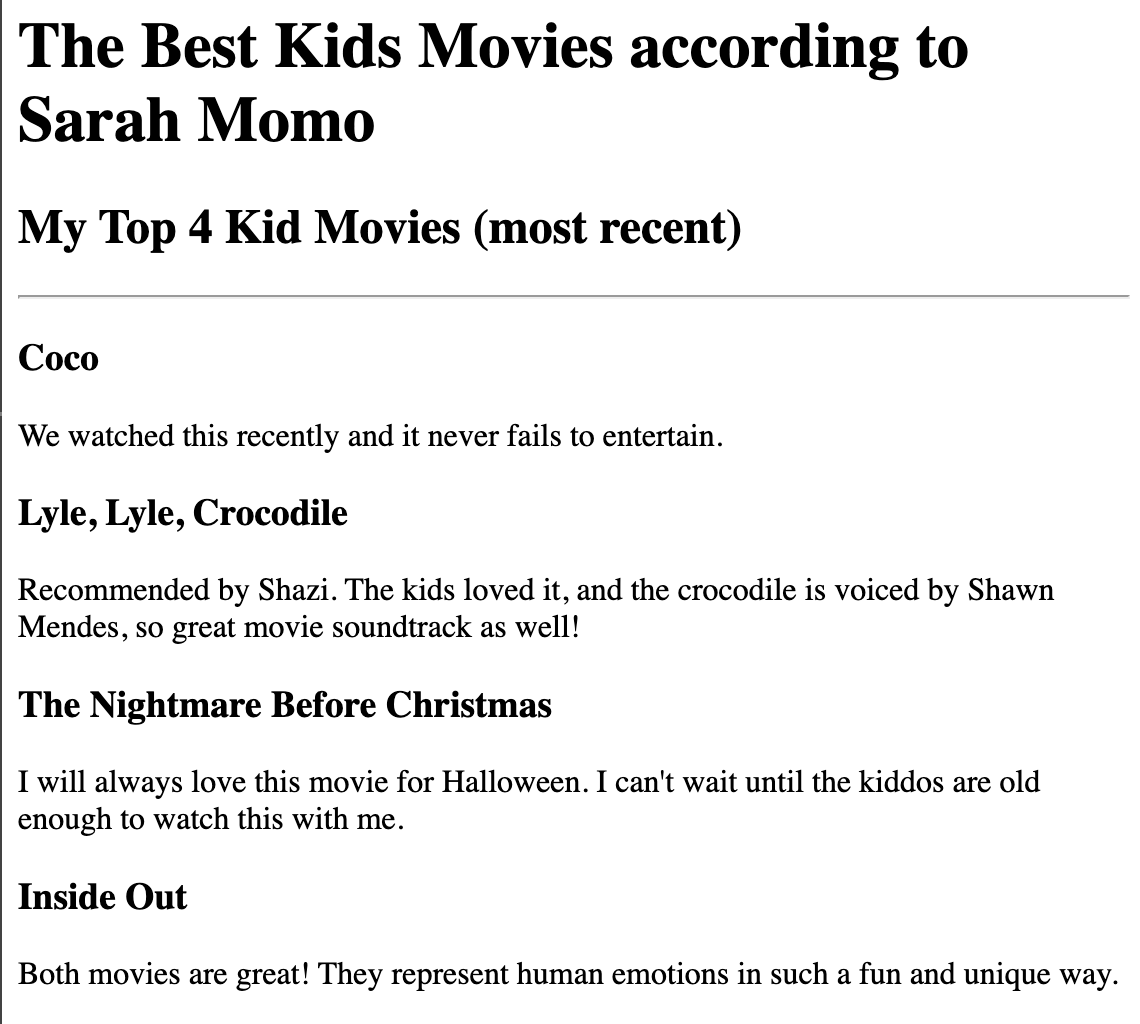 The Best Kids Movies according to
Sarah Momo
My Top 4 Kid Movies (most recent)
Coco
We watched this recently and it never fails to entertain.
Lyle, Lyle, Crocodile
Recommended by Shazi. The kids loved it, and the crocodile is voiced by Shawn
Mendes, so great movie soundtrack as well!
The Nightmare Before Christmas
I will always love this movie for Halloween. I can't wait until the kiddos are old
enough to watch this with me.
Inside Out
Both movies are great! They represent human emotions in such a fun and unique way.